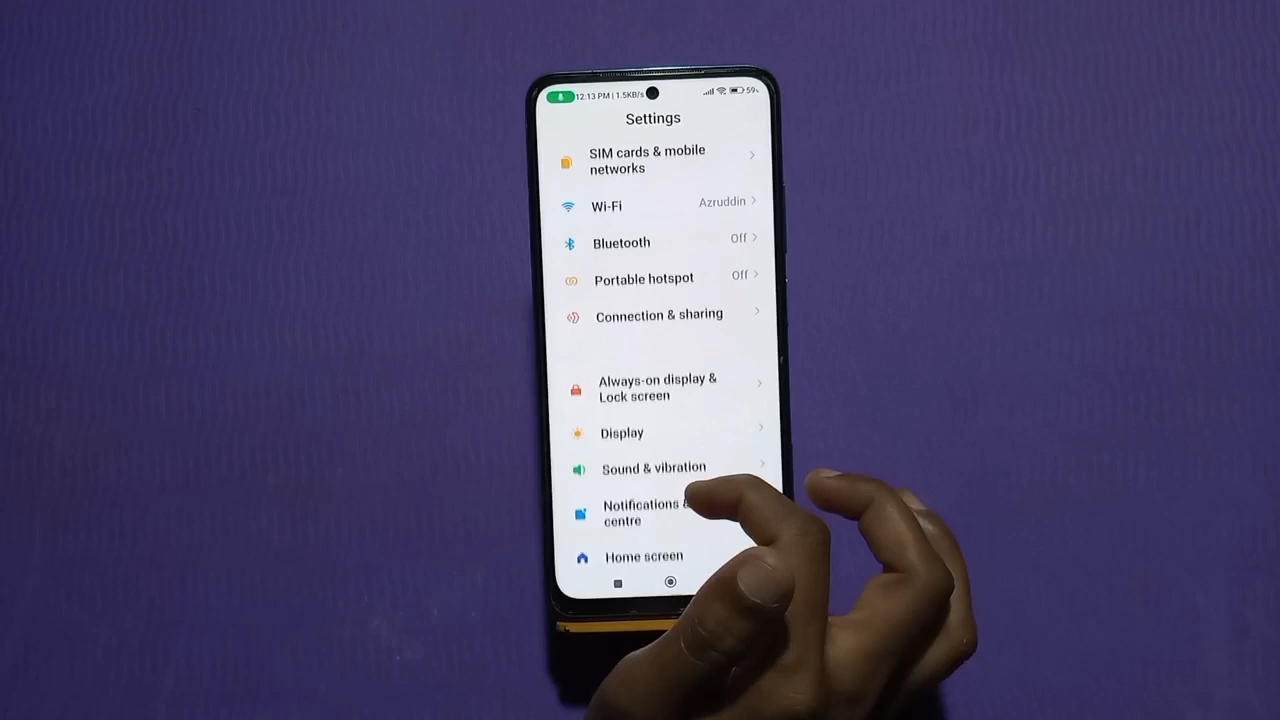 12:13 PM | 1.5KB/s 59%
Settings
SIM cards & mobile
networks
Wi-Fi Azruddin
Bluetooth Off
Portable hotspot Off
Connection & sharing
Always-on display &
Lock screen
Display
Sound & vibration
Notifications &
centre
Home screen